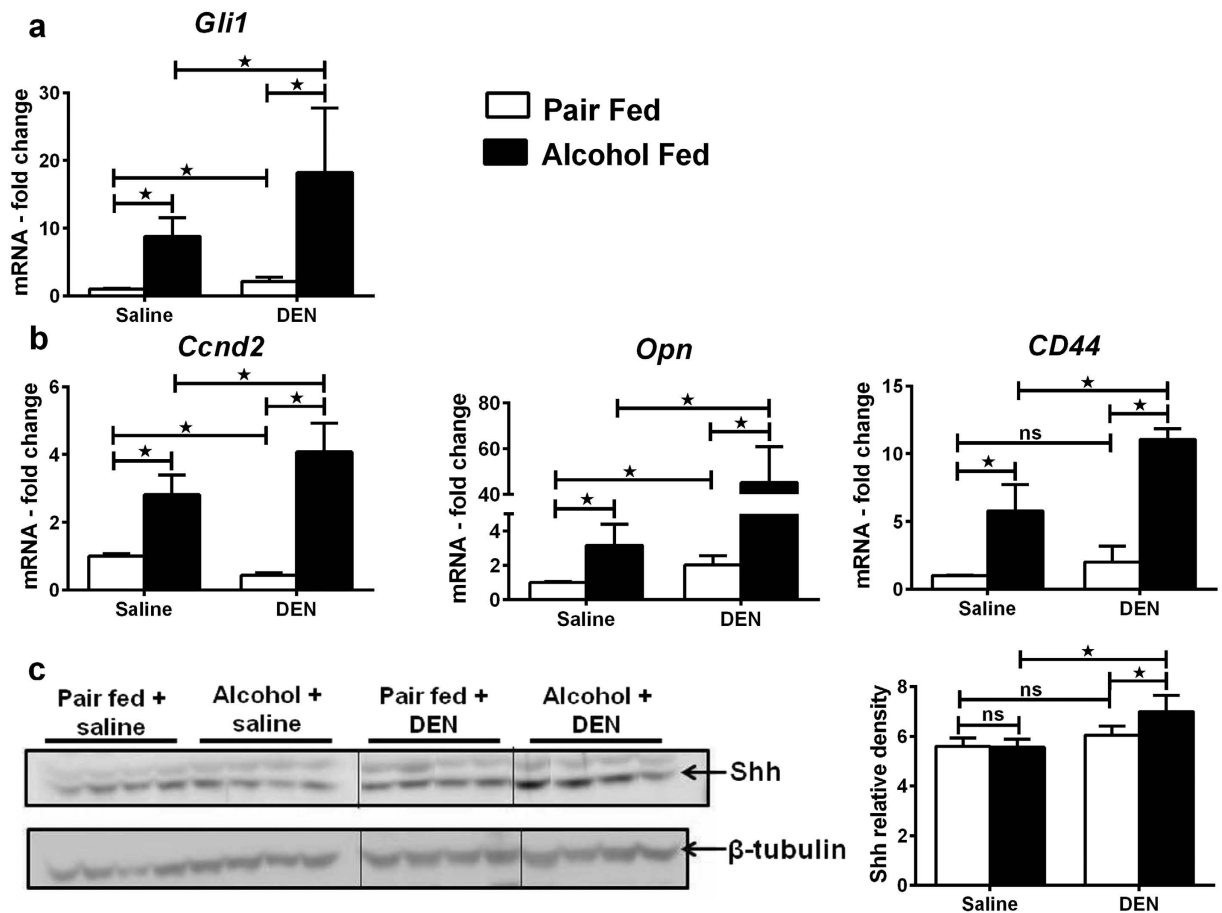 a
Gli1
mRNA - fold change
30
20
10
0
★
★
★
★
Saline
DEN
Pair Fed
Alcohol Fed
b
Ccnd2
mRNA - fold change
6
4
2
0
★
★
★
★
Saline
DEN
Opn
mRNA - fold change
80
60
40
4
2
0
★
★
★
★
Saline
DEN
CD44
mRNA - fold change
15
10
5
0
★
★
ns
★
Saline
DEN
c
Pair fed +
saline
Alcohol +
saline
Pair fed +
DEN
Alcohol +
DEN
Shh
β-tubulin
Shh relative density
8
6
4
2
0
★
★
ns
ns
Saline
DEN